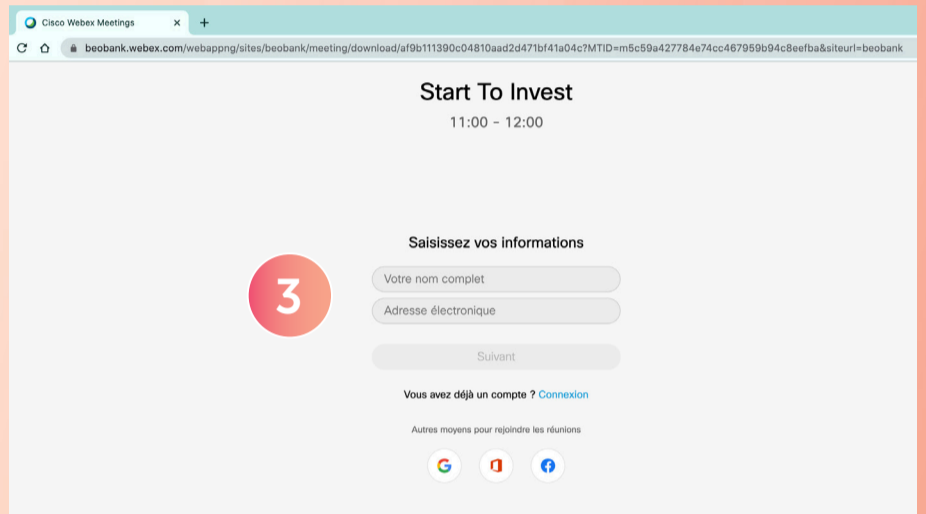 Cisco Webex Meetings
beobank.webex.com/webappng/sites/beobank/meeting/download/af9b111390c04810aad2d471bf41a04c?MTID=m5c59a427784e74cc467959b94c8eefba&siteurl=beobank
Start To Invest
11:00 - 12:00
Saisissez vos informations
3
Votre nom complet
Adresse électronique
Suivant
Vous avez déjà un compte ? Connexion
Autres moyens pour rejoindre les réunions